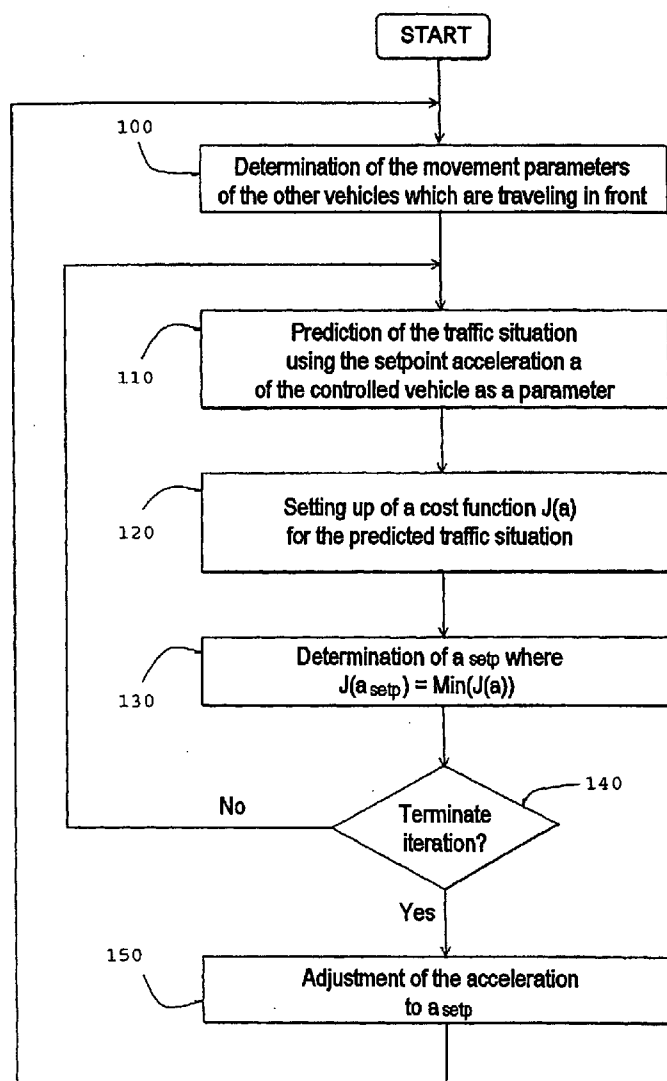 START
100
Determination of the movement parameters
of the other vehicles which are traveling in front
110
Prediction of the traffic situation
using the setpoint acceleration a
of the controlled vehicle as a parameter
120
Setting up of a cost function J(a)
for the predicted traffic situation
130
Determination of a setp where
J(a setp) = Min(J(a))
140
No
Terminate
iteration?
Yes
150
Adjustment of the acceleration
to a setp